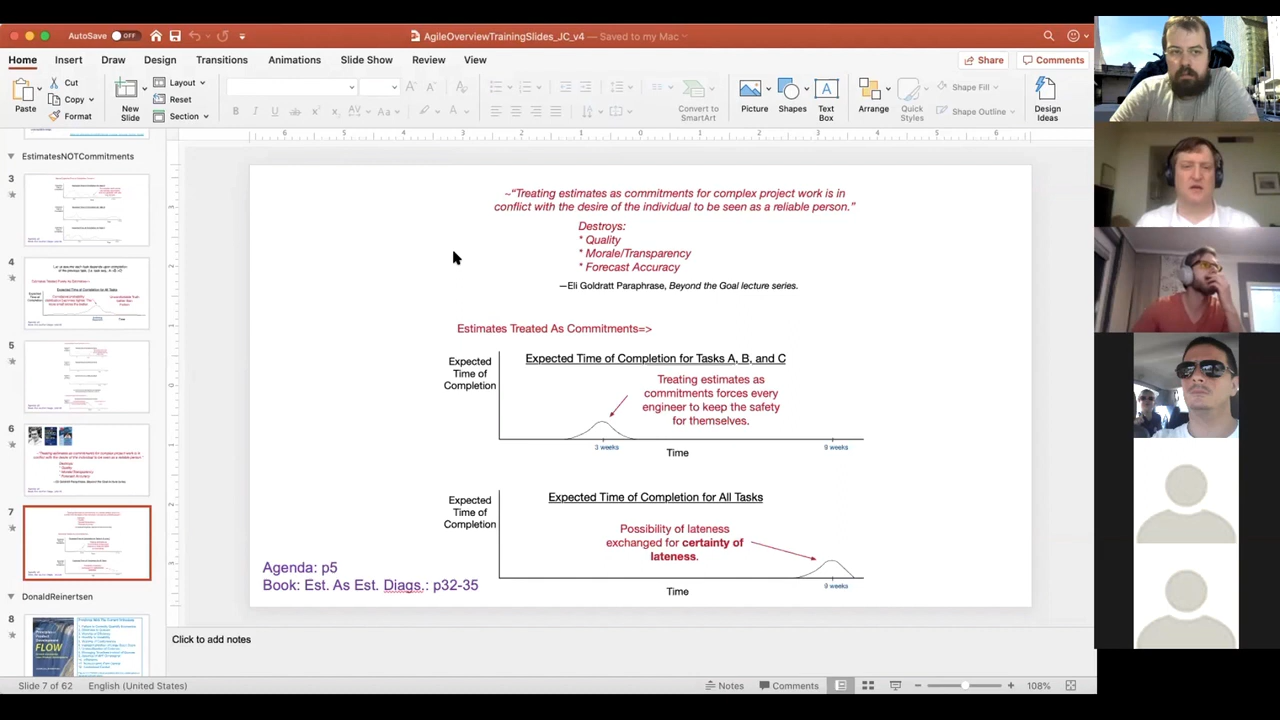 AutoSave OFF
AgileOverviewTrainingSlides_JC_v4 — Saved to my Mac
Home Insert Draw Design Transitions Animations Slide Show Review View Share Comments
Paste
Cut
Copy
Format
New
Slide
Layout
Reset
Section
Convert to
SmartArt
Picture
Shapes
Text
Box
Arrange
Quick
Styles
Shape Fill
Shape Outline
Design
Ideas
EstimatesNOTCommitments
3
4
5
6
7
DonaldReinertsen
8
FLOW
~“Treating estimates as commitments for complex project work is in
conflict with the desire of the individual to be seen as a reliable person.”
Destroys:
* Quality
* Morale/Transparency
* Forecast Accuracy
—Eli Goldratt Paraphrase, Beyond the Goal lecture series.
Estimates Treated As Commitments=>
Expected Time of Completion for Tasks A, B, and C
Expected
Time of
Completion
Treating estimates as
commitments forces every
engineer to keep the safety
for themselves.
3 weeks
9 weeks
Time
Expected Time of Completion for All Tasks
Expected
Time of
Completion
Possibility of lateness
exchanged for certainty of
lateness.
9 weeks
Time
Agenda: p5
Book: Est. As Est. Diags.: p32-35
Click to add notes
Slide 7 of 62 English (United States) Notes Comments 108%